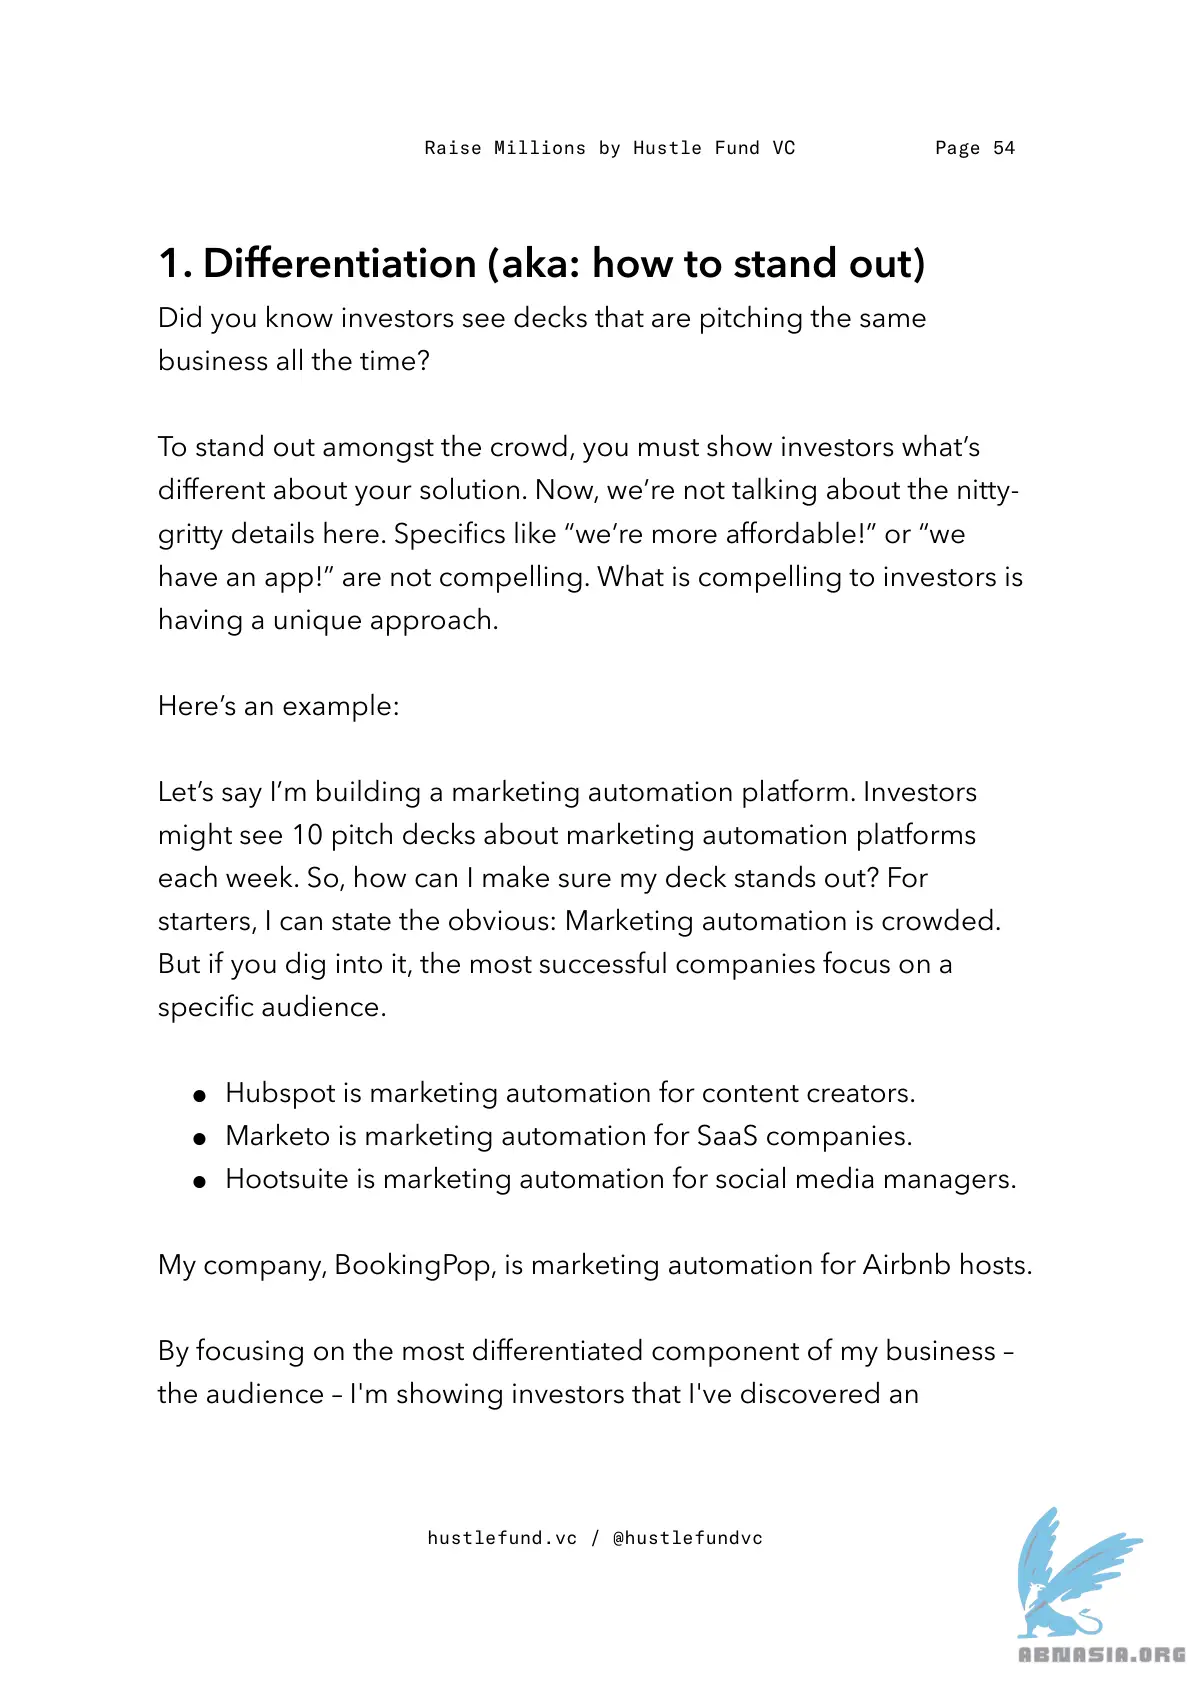 Raise Millions by Hustle Fund VC Page 54
1. Differentiation (aka: how to stand out)
Did you know investors see decks that are pitching the same
business all the time?
To stand out amongst the crowd, you must show investors what’s
different about your solution. Now, we’re not talking about the nitty-
gritty details here. Specifics like “we’re more affordable!” or “we
have an app!” are not compelling. What is compelling to investors is
having a unique approach.
Here’s an example:
Let’s say I’m building a marketing automation platform. Investors
might see 10 pitch decks about marketing automation platforms
each week. So, how can I make sure my deck stands out? For
starters, I can state the obvious: Marketing automation is crowded.
But if you dig into it, the most successful companies focus on a
specific audience.
● Hubspot is marketing automation for content creators.
● Marketo is marketing automation for SaaS companies.
● Hootsuite is marketing automation for social media managers.
My company, BookingPop, is marketing automation for Airbnb hosts.
By focusing on the most differentiated component of my business –
the audience – I'm showing investors that I've discovered an
hustlefund.vc / @hustlefundvc
ABNASIA.ORG